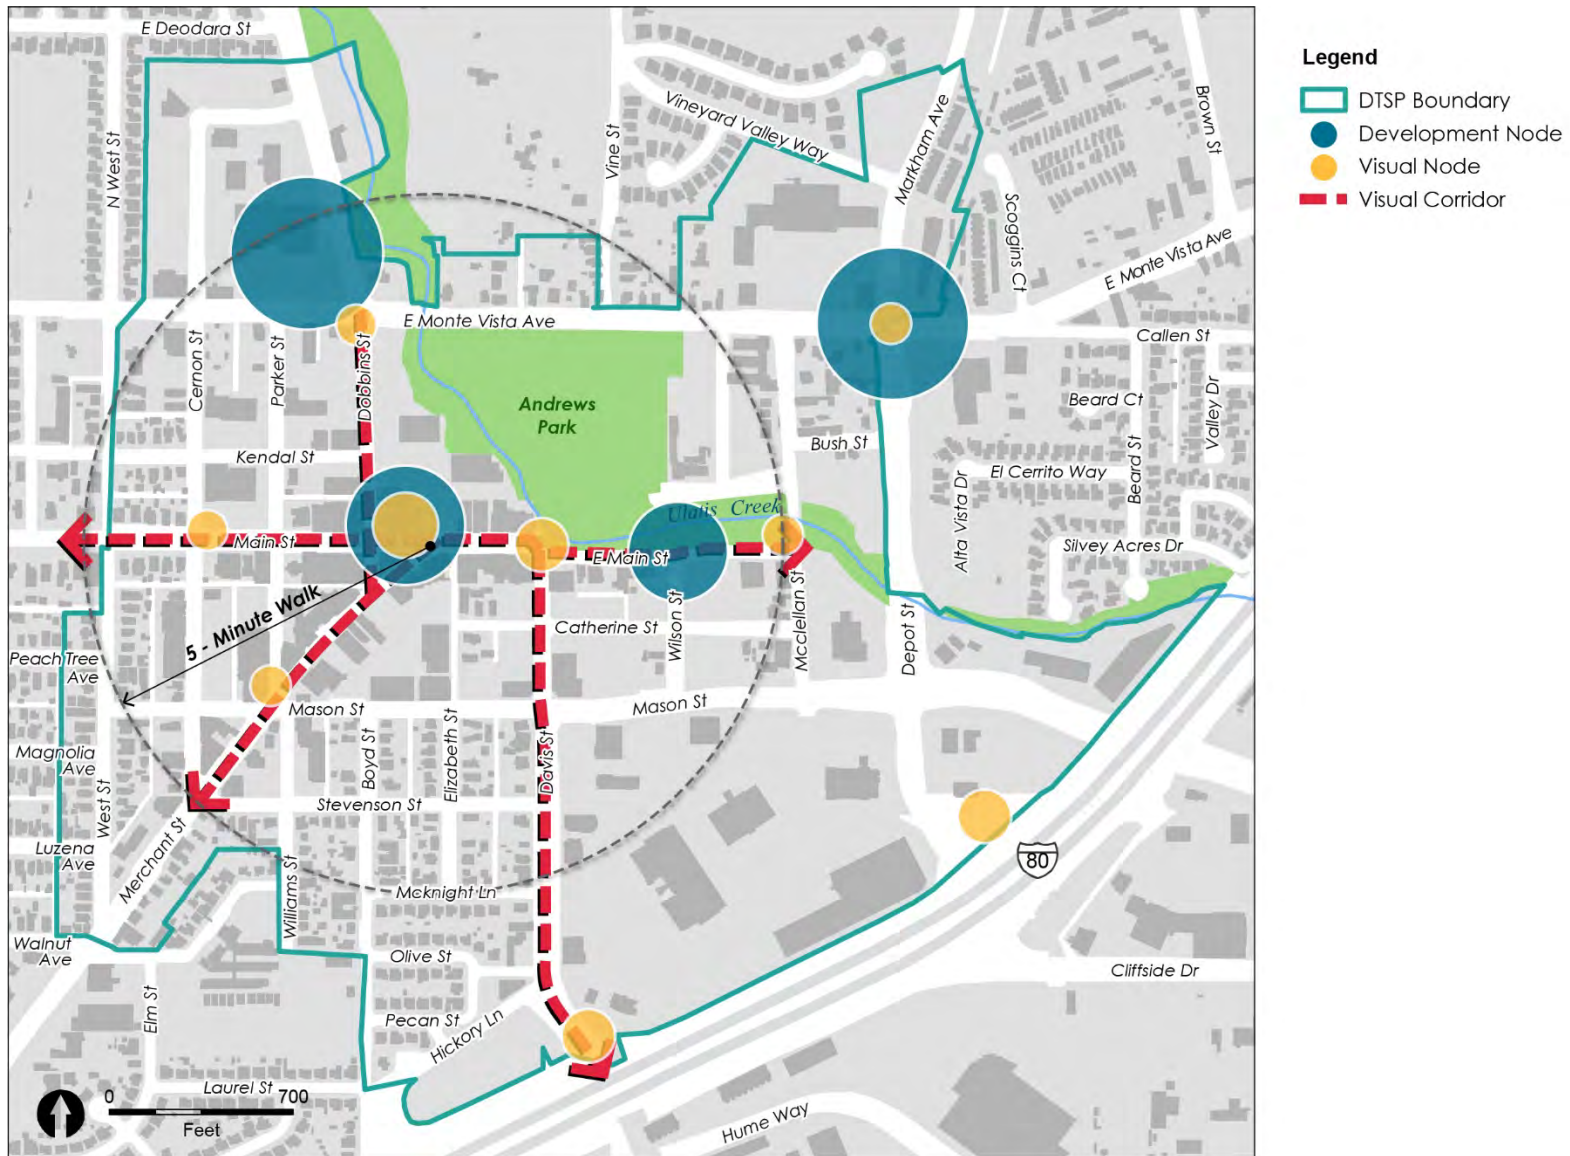 E Deodara St
Legend
DTSP Boundary
Development Node
Visual Node
Visual Corridor
N West St
Vine St
Vineyard Valley Way
Markham Ave
Brown St
Scoggins Ct
E Monte Vista Ave
E Monte Vista Ave
Callen St
Cernon St
Parker St
Dobbins St
Andrews
Park
Beard Ct
Valley Dr
Kendal St
Bush St
El Cerrito Way
Beard St
Alta Vista Dr
Ulatis Creek
Main St
E Main St
Silvey Acres Dr
5 - Minute Walk
Catherine St
Wilson St
Mcclellan St
Depot St
Peach Tree
Ave
Mason St
Mason St
Magnolia
Ave
West St
Boyd St
Elizabeth St
Davis St
Stevenson St
Luzena
Ave
Merchant St
Williams St
Mcknight Ln
80
Walnut
Ave
Olive St
Cliffside Dr
Elm St
Pecan St
Hickory Ln
Laurel St
0 700
Feet
Hume Way